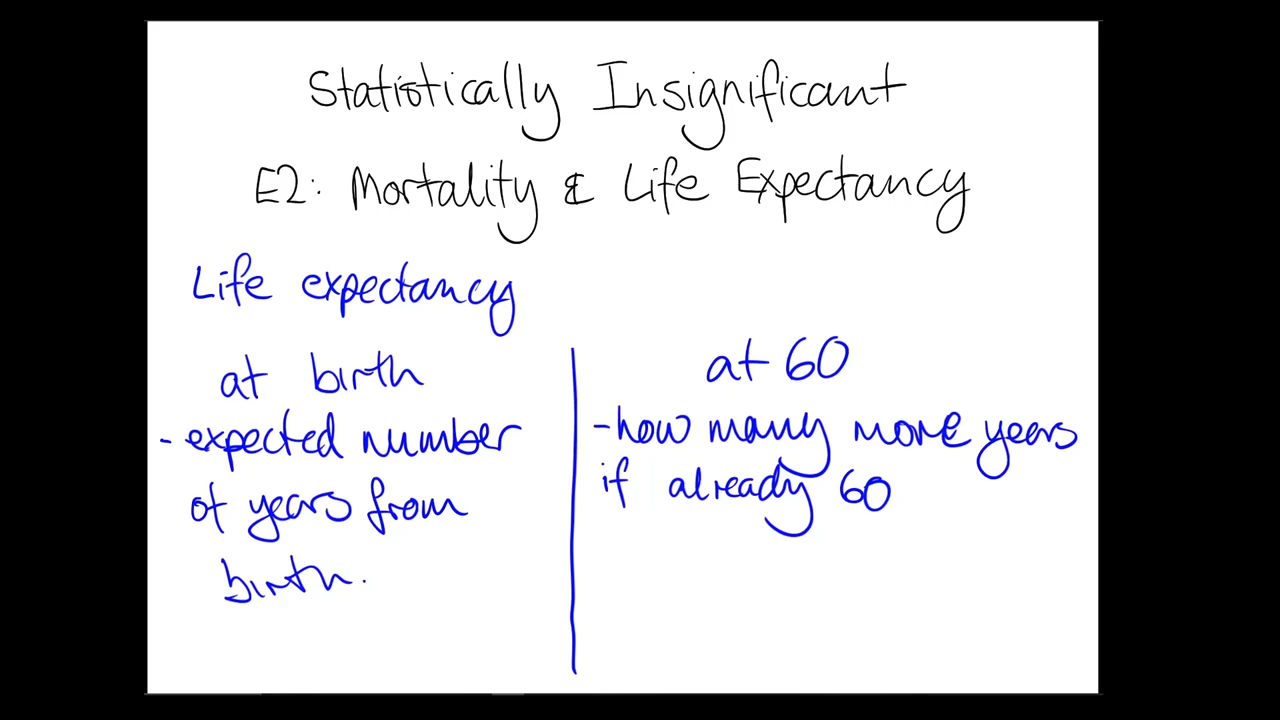 Statistically Insignificant
E2: Mortality & Life Expectancy
Life expectancy
at birth
- expected number
of years from
birth.
at 60
- how many more years
if already 60